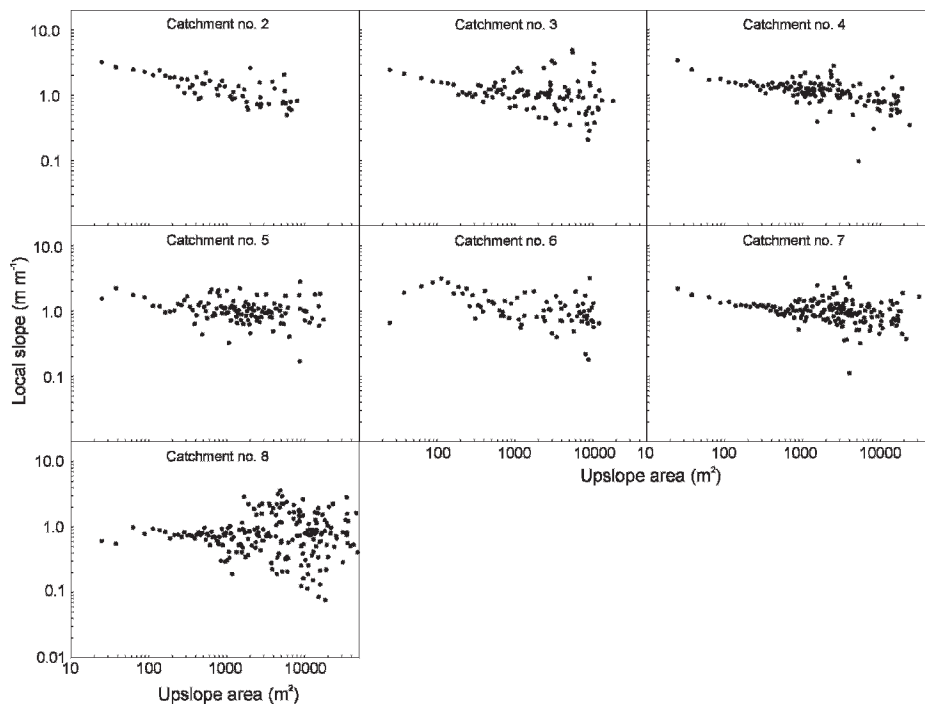 Catchment no. 2
Catchment no. 3
Catchment no. 4
10.0
1.0
0.1
Catchment no. 5
Catchment no. 6
Catchment no. 7
10.0
1.0
0.1
Local slope (m m⁻¹)
100 1000 10000 10 100 1000 10000
Upslope area (m²)
Catchment no. 8
10.0
1.0
0.1
0.01
10 100 1000 10000
Upslope area (m²)